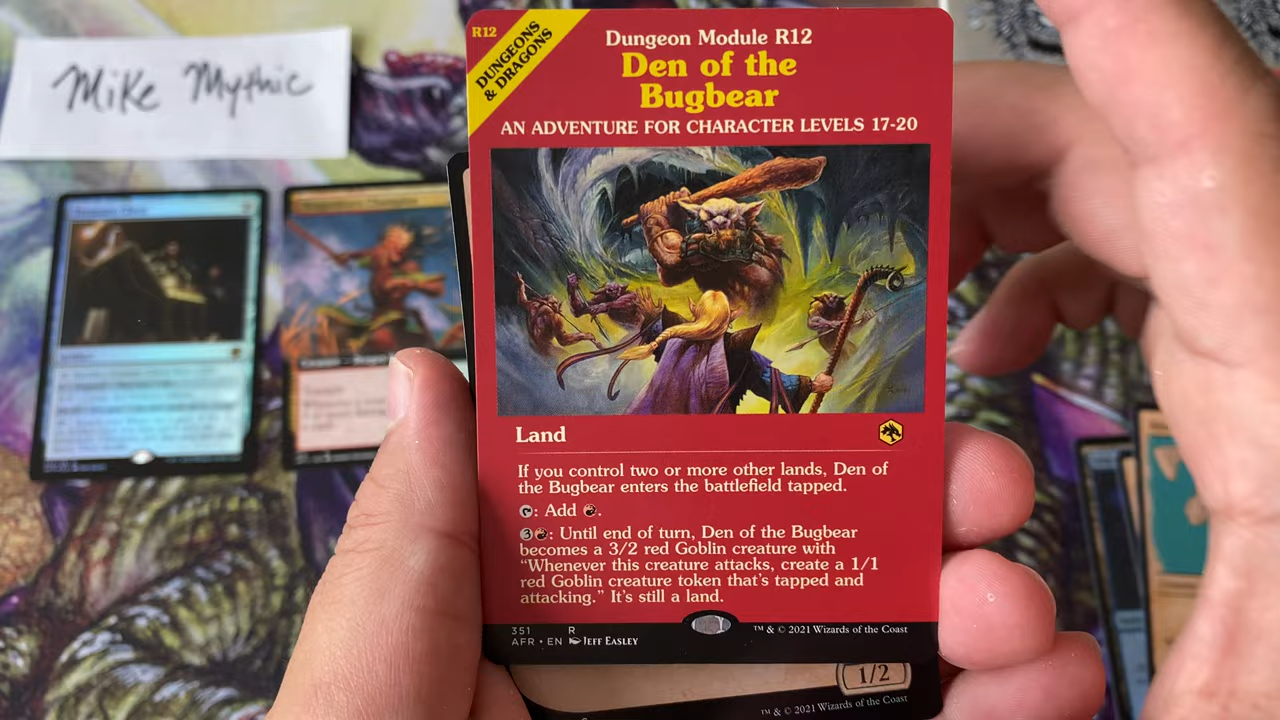 Mike Mythic
R12
DUNGEONS
& DRAGONS
Dungeon Module R12
Den of the
Bugbear
AN ADVENTURE FOR CHARACTER LEVELS 17-20
Land
If you control two or more other lands, Den of
the Bugbear enters the battlefield tapped.
: Add .
3 : Until end of turn, Den of the Bugbear
becomes a 3/2 red Goblin creature with
“Whenever this creature attacks, create a 1/1
red Goblin creature token that’s tapped and
attacking.” It’s still a land.
351 R
AFR • EN JEFF EASLEY
™ & © 2021 Wizards of the Coast
1/2
™ & © 2021 Wizards of the Coast